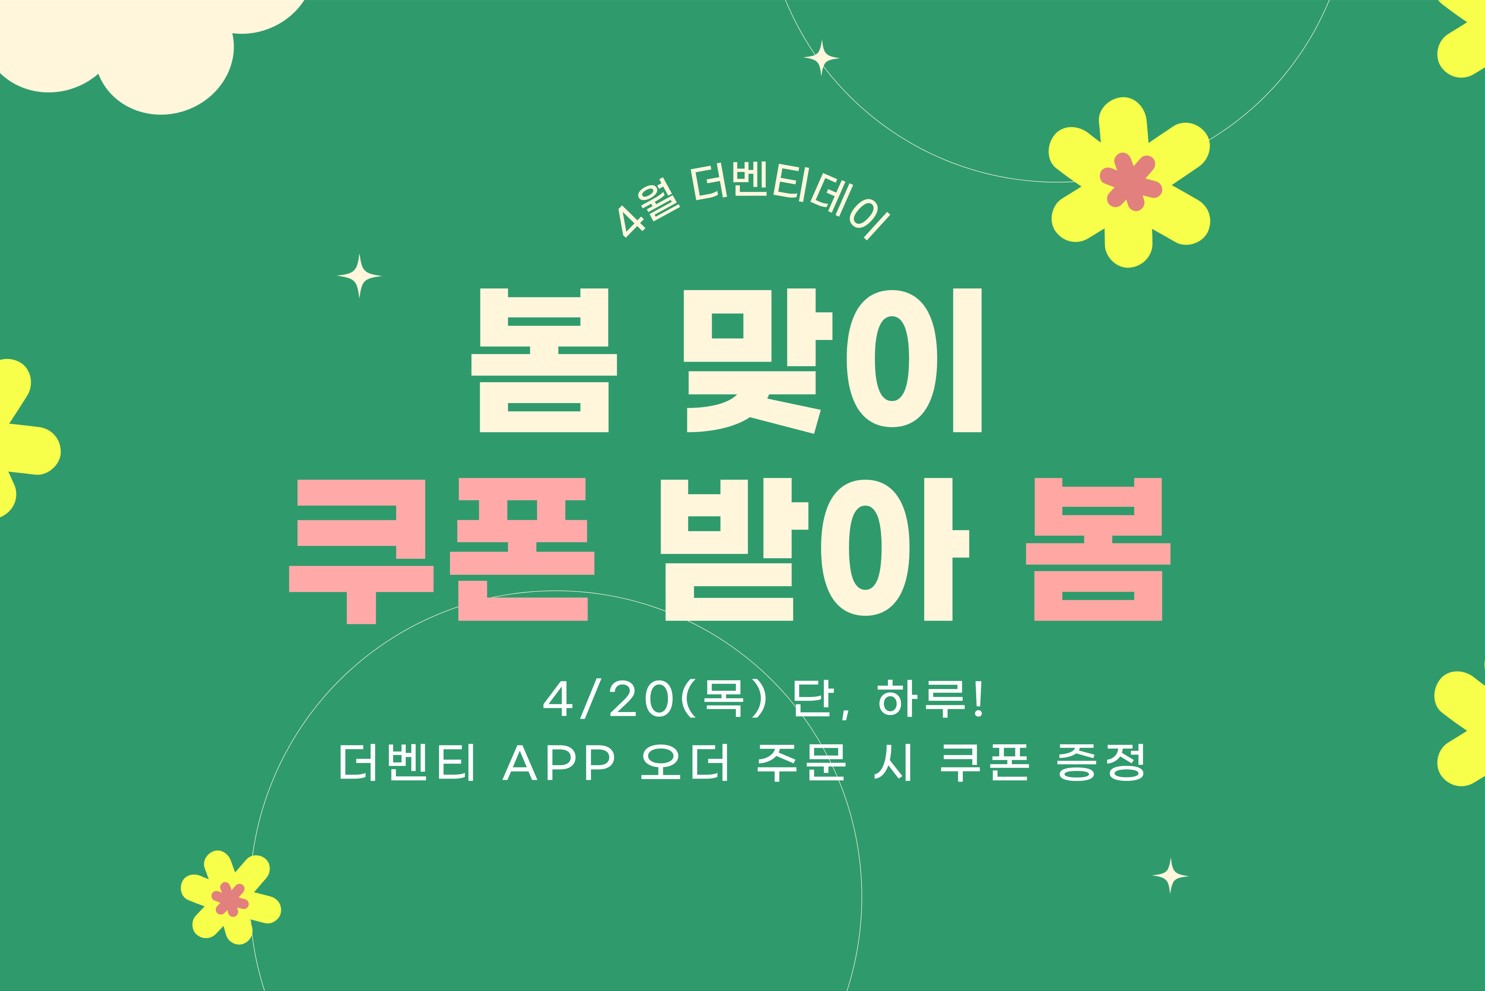 4월 더벤티데이
봄 맞이
쿠폰 받아 봄
4/20(목) 단, 하루!
더벤티 APP 오더 주문 시 쿠폰 증정